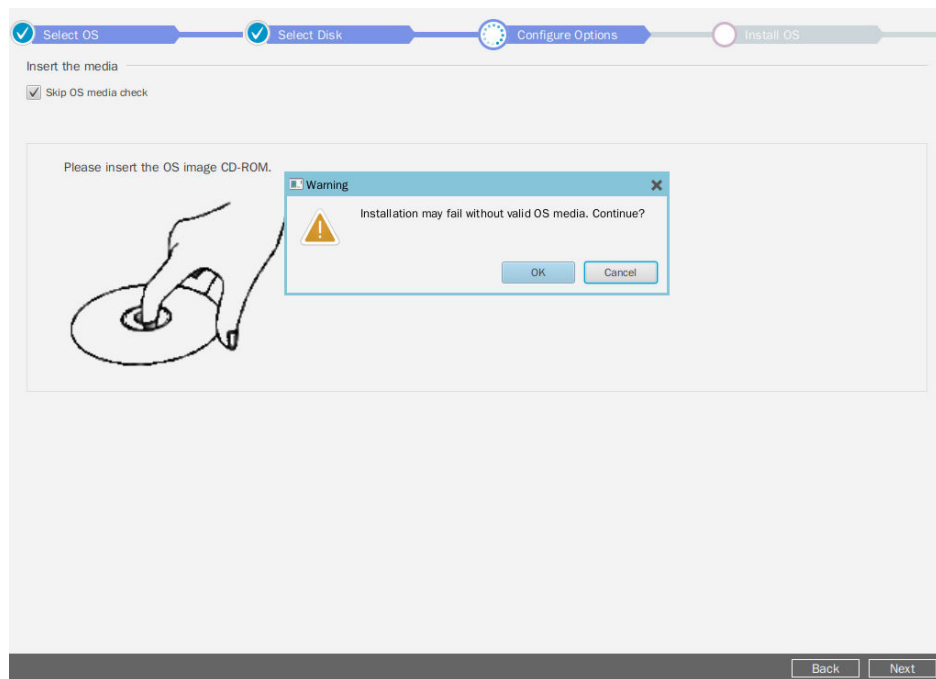 Select OS
Select Disk
Configure Options
Install OS
Insert the media
Skip OS media check
Please insert the OS image CD-ROM.
Warning
Installation may fail without valid OS media. Continue?
OK
Cancel
Back
Next